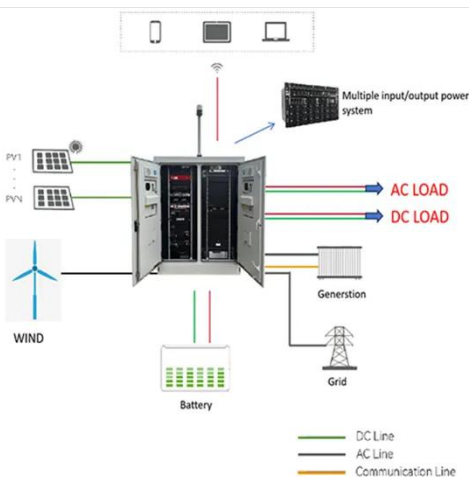 Multiple input/output power
system
PV1
PVN
AC LOAD
DC LOAD
WIND
Generstion
Grid
Battery
DC Line
AC Line
Communication Line